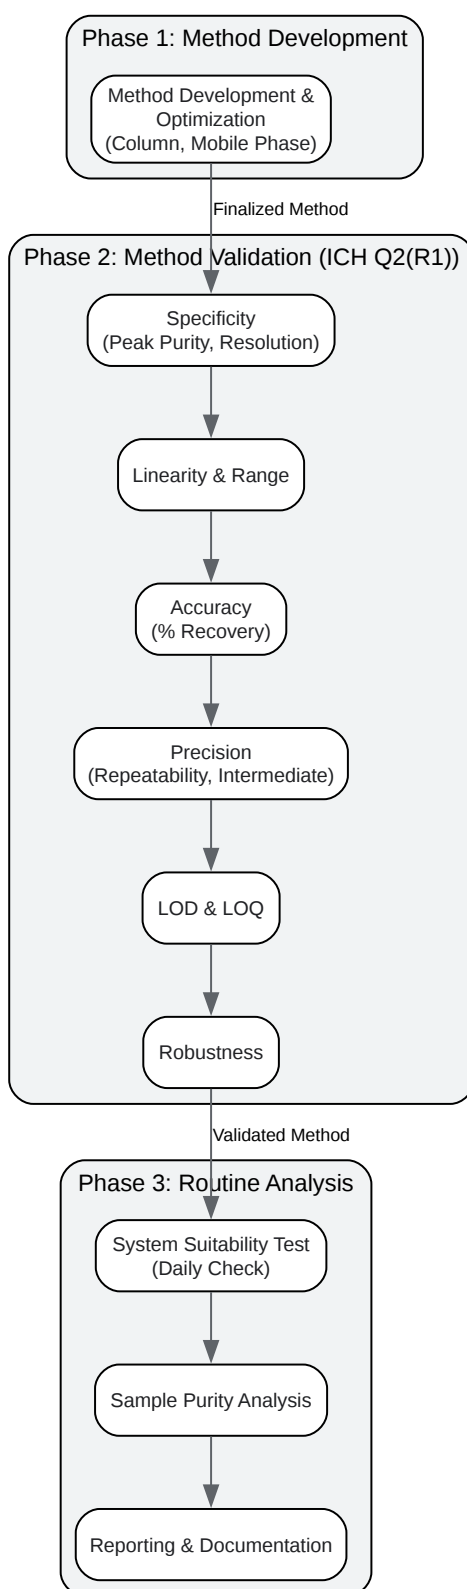 Phase 1: Method Development
Method Development &
Optimization
(Column, Mobile Phase)
Finalized Method
Phase 2: Method Validation (ICH Q2(R1))
Specificity
(Peak Purity, Resolution)
Linearity & Range
Accuracy
(% Recovery)
Precision
(Repeatability, Intermediate)
LOD & LOQ
Robustness
Validated Method
Phase 3: Routine Analysis
System Suitability Test
(Daily Check)
Sample Purity Analysis
Reporting & Documentation